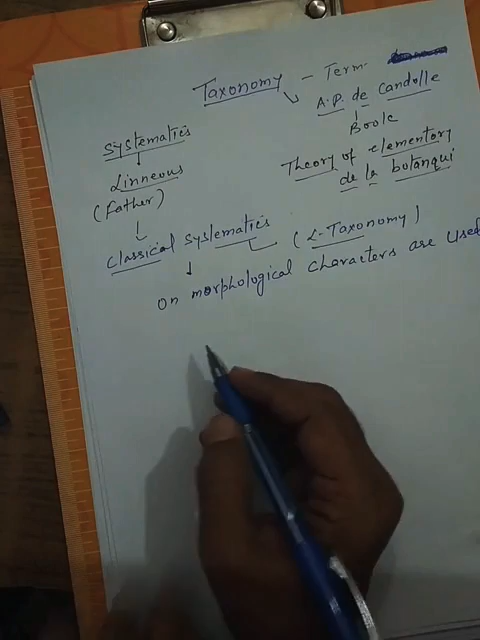 Taxonomy - Term
A.P. de Candolle
Book
Theory of elementory
de la botanqui
Systematics
Linneous
(Father)
Classical Systematics
(L-Taxonomy)
on morphological characters are used